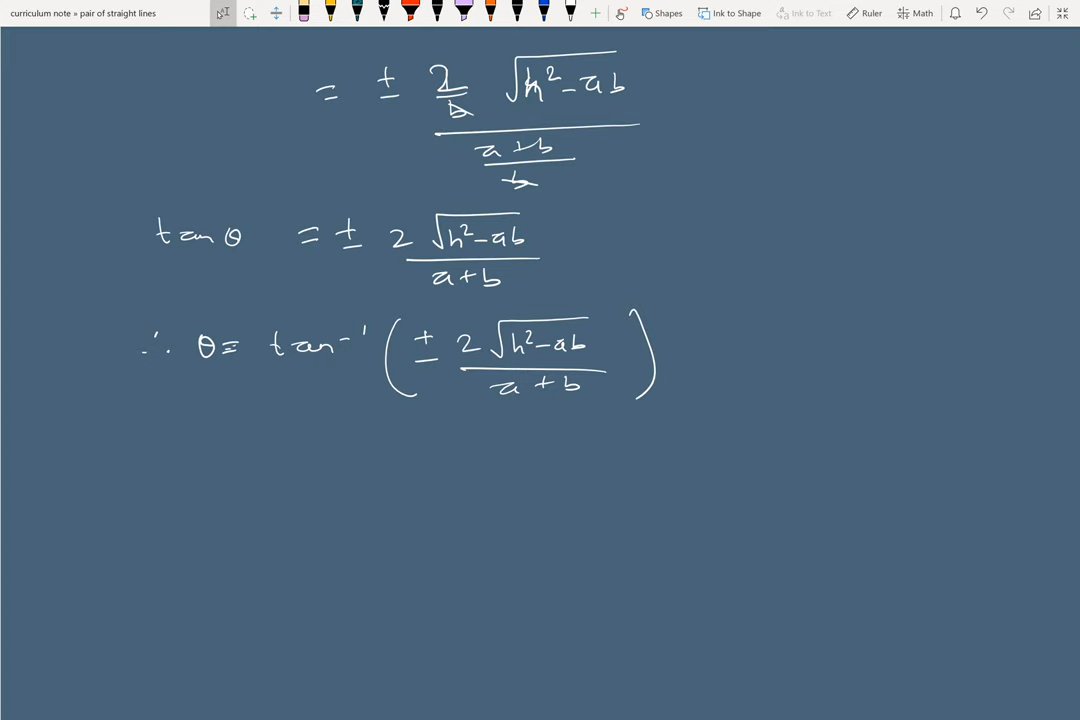 curriculum note » pair of straight lines Shapes Ink to Shape Ink to Text Ruler Math
= ± 2/b √(h²-ab) / (a+b)/b
tan θ = ± 2√(h²-ab) / a+b
∴ θ = tan⁻¹ ( ± 2√(h²-ab) / a+b )